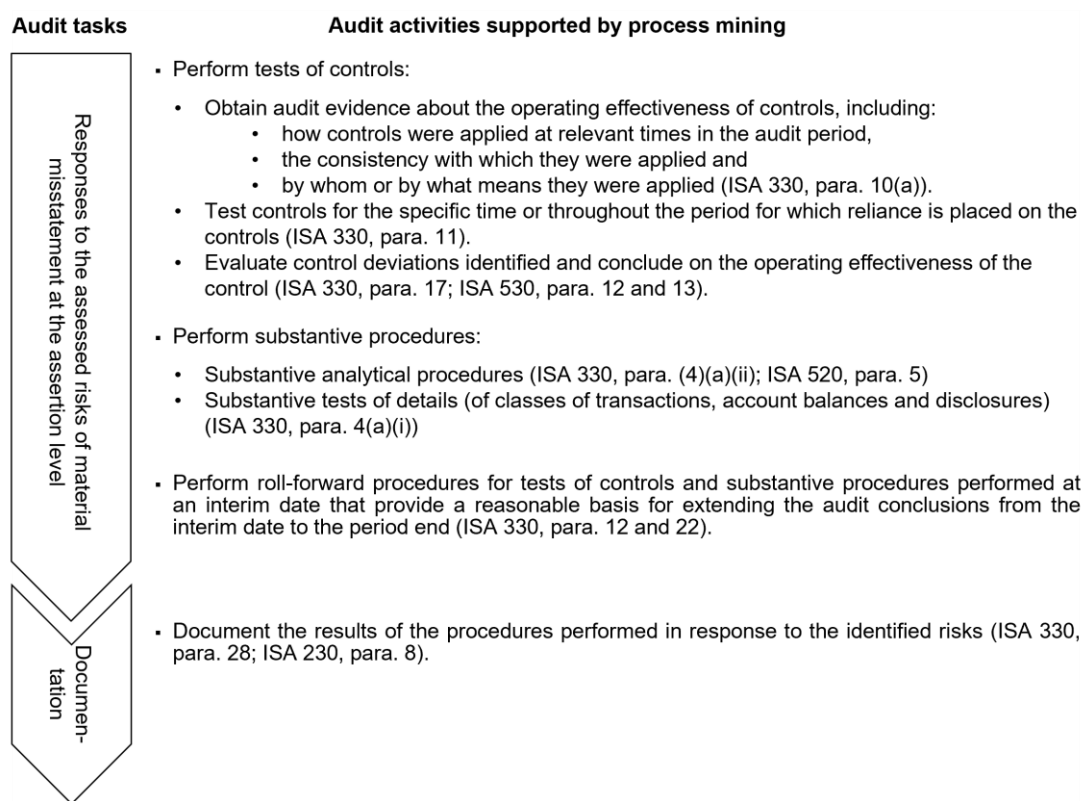 Audit tasks
Audit activities supported by process mining
Responses to the assessed risks of material
misstatement at the assertion level
▪ Perform tests of controls:
• Obtain audit evidence about the operating effectiveness of controls, including:
• how controls were applied at relevant times in the audit period,
• the consistency with which they were applied and
• by whom or by what means they were applied (ISA 330, para. 10(a)).
• Test controls for the specific time or throughout the period for which reliance is placed on the
controls (ISA 330, para. 11).
• Evaluate control deviations identified and conclude on the operating effectiveness of the
control (ISA 330, para. 17; ISA 530, para. 12 and 13).
▪ Perform substantive procedures:
• Substantive analytical procedures (ISA 330, para. (4)(a)(ii); ISA 520, para. 5)
• Substantive tests of details (of classes of transactions, account balances and disclosures)
(ISA 330, para. 4(a)(i))
▪ Perform roll-forward procedures for tests of controls and substantive procedures performed at
an interim date that provide a reasonable basis for extending the audit conclusions from the
interim date to the period end (ISA 330, para. 12 and 22).
Documen-
tation
▪ Document the results of the procedures performed in response to the identified risks (ISA 330,
para. 28; ISA 230, para. 8).